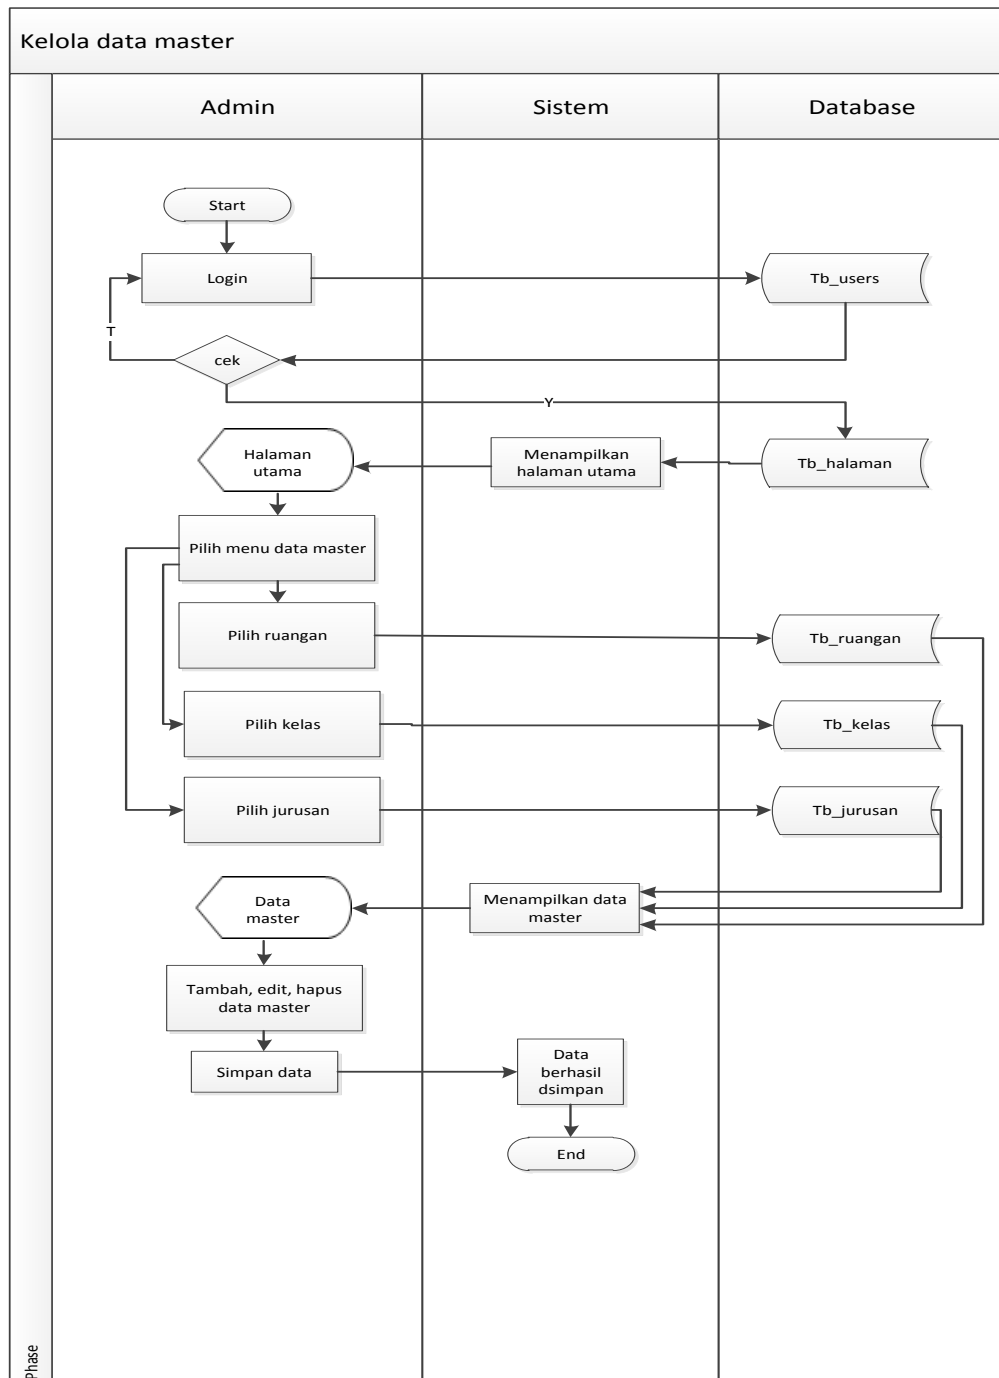 Kelola data master
Admin
Sistem
Database
Start
Login
Tb_users
T
cek
Y
Halaman
utama
Menampilkan
halaman utama
Tb_halaman
Pilih menu data master
Pilih ruangan
Tb_ruangan
Pilih kelas
Tb_kelas
Pilih jurusan
Tb_jurusan
Data
master
Menampilkan data
master
Tambah, edit, hapus
data master
Simpan data
Data
berhasil
dsimpan
End
Phase